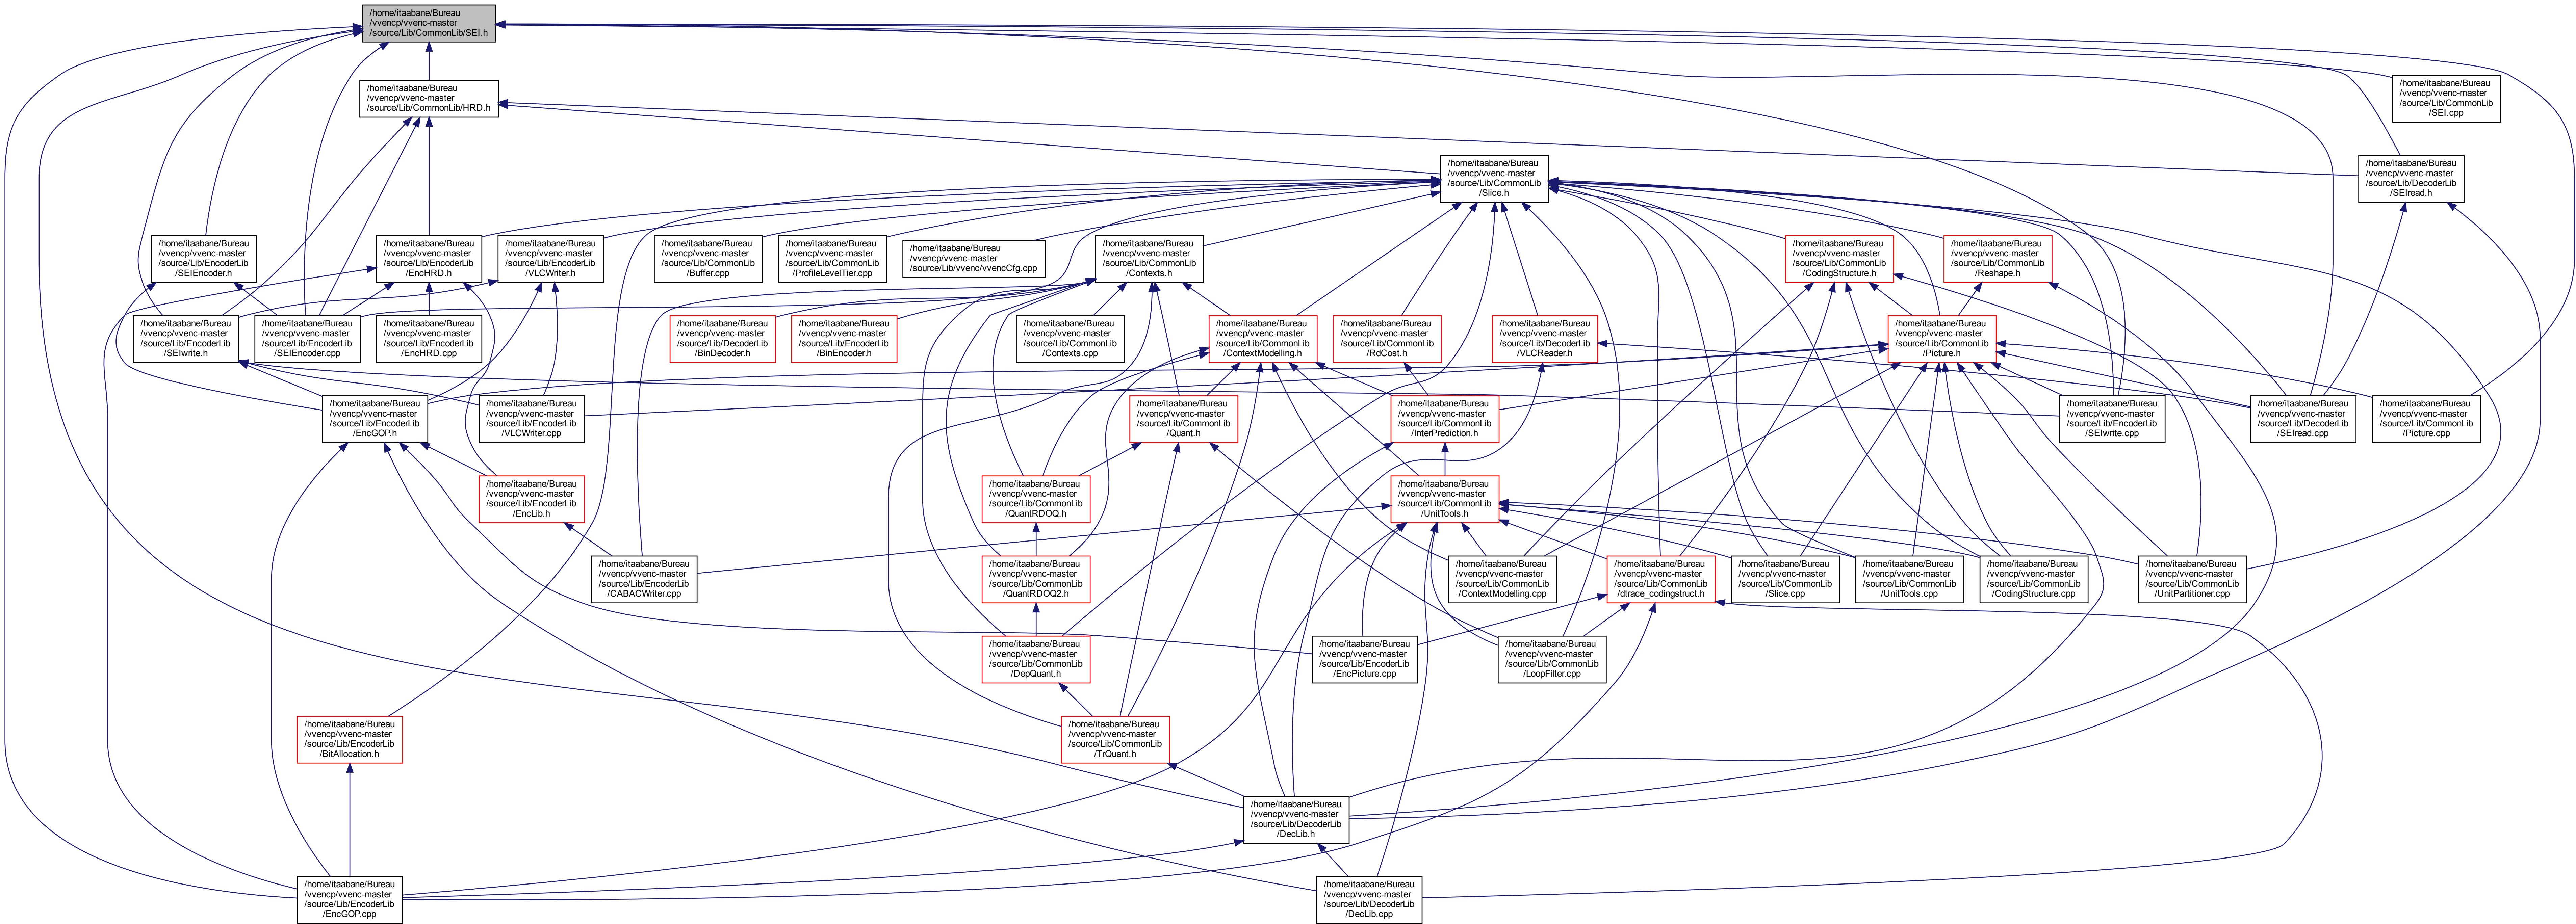 /home/itaabane/Bureau
/vvencp/vvenc-master
/source/Lib/CommonLib/SEI.h
/home/itaabane/Bureau
/vvencp/vvenc-master
/source/Lib/CommonLib/HRD.h
/home/itaabane/Bureau
/vvencp/vvenc-master
/source/Lib/CommonLib
/SEI.cpp
/home/itaabane/Bureau
/vvencp/vvenc-master
/source/Lib/CommonLib
/Slice.h
/home/itaabane/Bureau
/vvencp/vvenc-master
/source/Lib/DecoderLib
/SEIread.h
/home/itaabane/Bureau
/vvencp/vvenc-master
/source/Lib/EncoderLib
/SEIEncoder.h
/home/itaabane/Bureau
/vvencp/vvenc-master
/source/Lib/EncoderLib
/EncHRD.h
/home/itaabane/Bureau
/vvencp/vvenc-master
/source/Lib/EncoderLib
/VLCWriter.h
/home/itaabane/Bureau
/vvencp/vvenc-master
/source/Lib/CommonLib
/Buffer.cpp
/home/itaabane/Bureau
/vvencp/vvenc-master
/source/Lib/CommonLib
/ProfileLevelTier.cpp
/home/itaabane/Bureau
/vvencp/vvenc-master
/source/Lib/vvenc/vvencCfg.cpp
/home/itaabane/Bureau
/vvencp/vvenc-master
/source/Lib/CommonLib
/Contexts.h
/home/itaabane/Bureau
/vvencp/vvenc-master
/source/Lib/CommonLib
/CodingStructure.h
/home/itaabane/Bureau
/vvencp/vvenc-master
/source/Lib/CommonLib
/Reshape.h
/home/itaabane/Bureau
/vvencp/vvenc-master
/source/Lib/EncoderLib
/SEIwrite.h
/home/itaabane/Bureau
/vvencp/vvenc-master
/source/Lib/EncoderLib
/SEIEncoder.cpp
/home/itaabane/Bureau
/vvencp/vvenc-master
/source/Lib/EncoderLib
/EncHRD.cpp
/home/itaabane/Bureau
/vvencp/vvenc-master
/source/Lib/DecoderLib
/BinDecoder.h
/home/itaabane/Bureau
/vvencp/vvenc-master
/source/Lib/EncoderLib
/BinEncoder.h
/home/itaabane/Bureau
/vvencp/vvenc-master
/source/Lib/CommonLib
/Contexts.cpp
/home/itaabane/Bureau
/vvencp/vvenc-master
/source/Lib/CommonLib
/ContextModelling.h
/home/itaabane/Bureau
/vvencp/vvenc-master
/source/Lib/CommonLib
/RdCost.h
/home/itaabane/Bureau
/vvencp/vvenc-master
/source/Lib/DecoderLib
/VLCReader.h
/home/itaabane/Bureau
/vvencp/vvenc-master
/source/Lib/CommonLib
/Picture.h
/home/itaabane/Bureau
/vvencp/vvenc-master
/source/Lib/EncoderLib
/EncGOP.h
/home/itaabane/Bureau
/vvencp/vvenc-master
/source/Lib/EncoderLib
/VLCWriter.cpp
/home/itaabane/Bureau
/vvencp/vvenc-master
/source/Lib/CommonLib
/Quant.h
/home/itaabane/Bureau
/vvencp/vvenc-master
/source/Lib/CommonLib
/InterPrediction.h
/home/itaabane/Bureau
/vvencp/vvenc-master
/source/Lib/EncoderLib
/SEIwrite.cpp
/home/itaabane/Bureau
/vvencp/vvenc-master
/source/Lib/DecoderLib
/SEIread.cpp
/home/itaabane/Bureau
/vvencp/vvenc-master
/source/Lib/CommonLib
/Picture.cpp
/home/itaabane/Bureau
/vvencp/vvenc-master
/source/Lib/EncoderLib
/EncLib.h
/home/itaabane/Bureau
/vvencp/vvenc-master
/source/Lib/CommonLib
/QuantRDOQ.h
/home/itaabane/Bureau
/vvencp/vvenc-master
/source/Lib/CommonLib
/UnitTools.h
/home/itaabane/Bureau
/vvencp/vvenc-master
/source/Lib/EncoderLib
/CABACWriter.cpp
/home/itaabane/Bureau
/vvencp/vvenc-master
/source/Lib/CommonLib
/QuantRDOQ2.h
/home/itaabane/Bureau
/vvencp/vvenc-master
/source/Lib/CommonLib
/ContextModelling.cpp
/home/itaabane/Bureau
/vvencp/vvenc-master
/source/Lib/CommonLib
/dtrace_codingstruct.h
/home/itaabane/Bureau
/vvencp/vvenc-master
/source/Lib/CommonLib
/Slice.cpp
/home/itaabane/Bureau
/vvencp/vvenc-master
/source/Lib/CommonLib
/UnitTools.cpp
/home/itaabane/Bureau
/vvencp/vvenc-master
/source/Lib/CommonLib
/CodingStructure.cpp
/home/itaabane/Bureau
/vvencp/vvenc-master
/source/Lib/CommonLib
/UnitPartitioner.cpp
/home/itaabane/Bureau
/vvencp/vvenc-master
/source/Lib/CommonLib
/DepQuant.h
/home/itaabane/Bureau
/vvencp/vvenc-master
/source/Lib/EncoderLib
/EncPicture.cpp
/home/itaabane/Bureau
/vvencp/vvenc-master
/source/Lib/CommonLib
/LoopFilter.cpp
/home/itaabane/Bureau
/vvencp/vvenc-master
/source/Lib/EncoderLib
/BitAllocation.h
/home/itaabane/Bureau
/vvencp/vvenc-master
/source/Lib/CommonLib
/TrQuant.h
/home/itaabane/Bureau
/vvencp/vvenc-master
/source/Lib/DecoderLib
/DecLib.h
/home/itaabane/Bureau
/vvencp/vvenc-master
/source/Lib/EncoderLib
/EncGOP.cpp
/home/itaabane/Bureau
/vvencp/vvenc-master
/source/Lib/DecoderLib
/DecLib.cpp